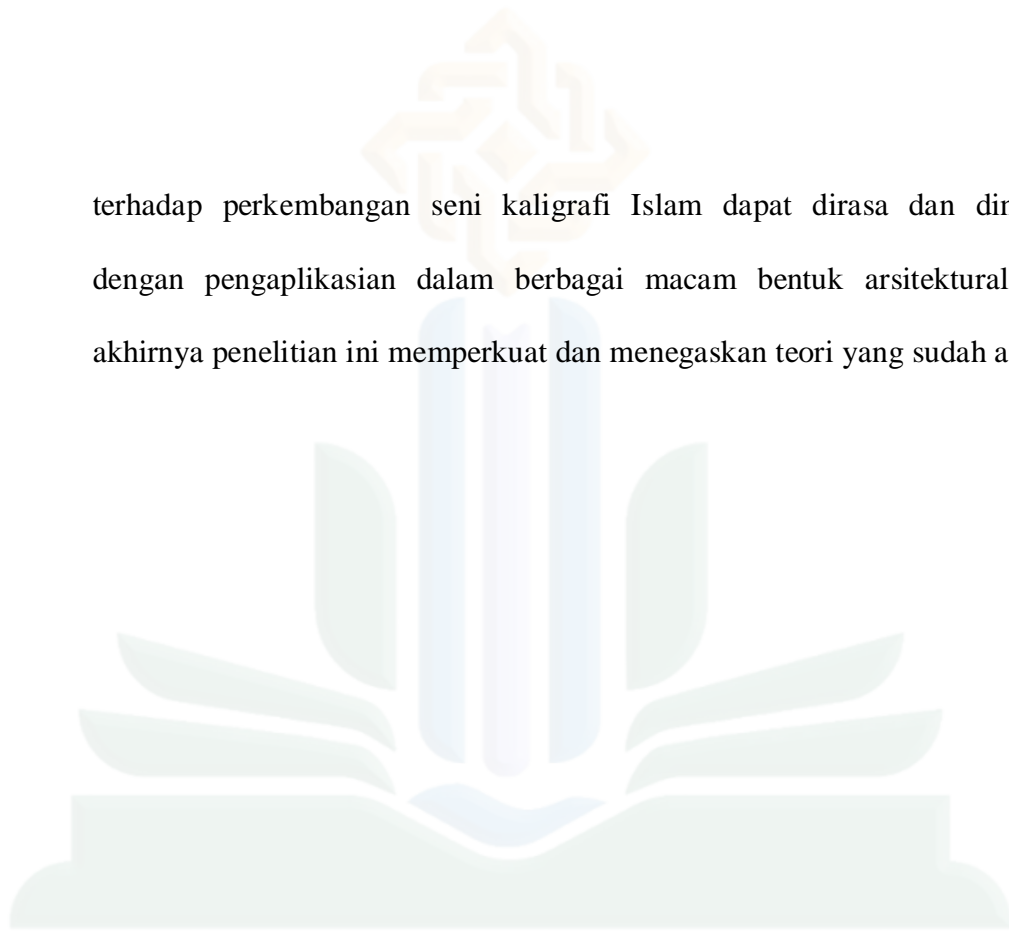 terhadap perkembangan seni kaligrafi Islam dapat dirasa dan
dengan pengaplikasian dalam berbagai macam bentuk arsitektural
akhirnya penelitian ini memperkuat dan menegaskan teori yang sudah